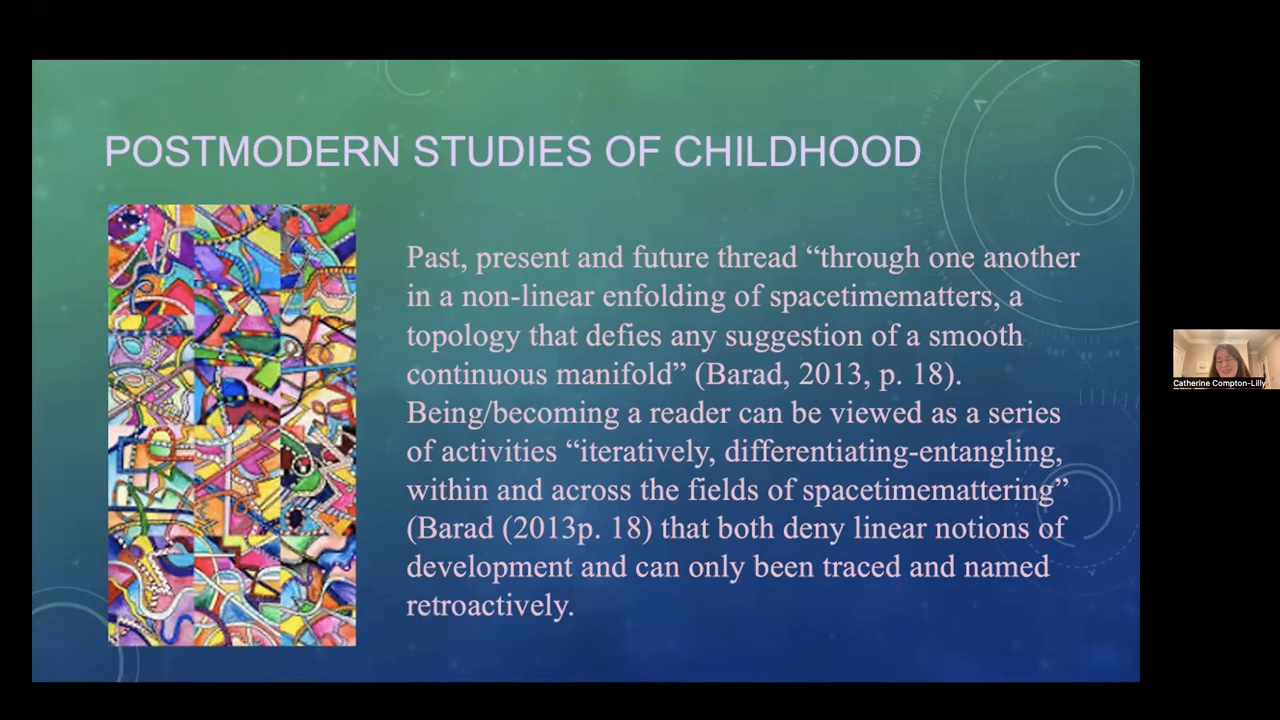 POSTMODERN STUDIES OF CHILDHOOD
Past, present and future thread “through one another
in a non-linear enfolding of spacetimematters, a
topology that defies any suggestion of a smooth
continuous manifold” (Barad, 2013, p. 18).
Being/becoming a reader can be viewed as a series
of activities “iteratively, differentiating-entangling,
within and across the fields of spacetimemattering”
(Barad (2013p. 18) that both deny linear notions of
development and can only been traced and named
retroactively.
Catherine Compton-Lilly